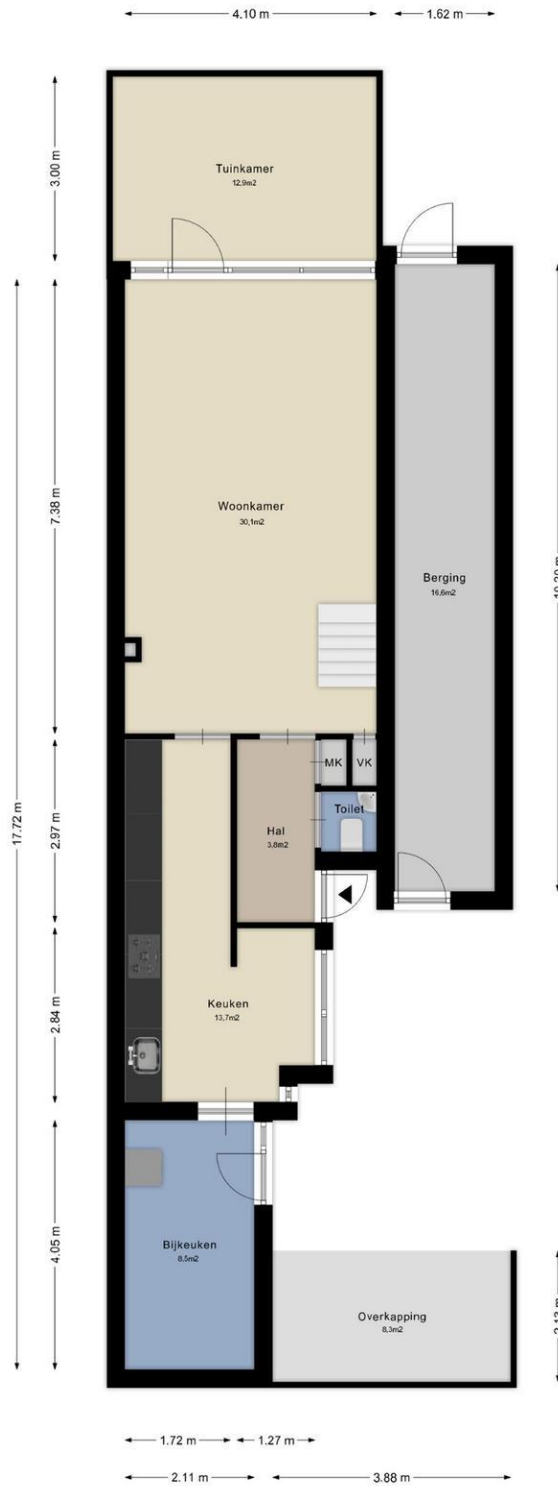 4.10 m
1.62 m
3.00 m
Tuinkamer
12,9m2
7.38 m
Woonkamer
30,1m2
Berging
16,6m2
17.72 m
2.97 m
MK
VK
Toilet
Hal
3,8m2
2.84 m
Keuken
13,7m2
4.05 m
Bijkeuken
8,5m2
Overkapping
8,3m2
1.72 m
1.27 m
2.11 m
3.88 m